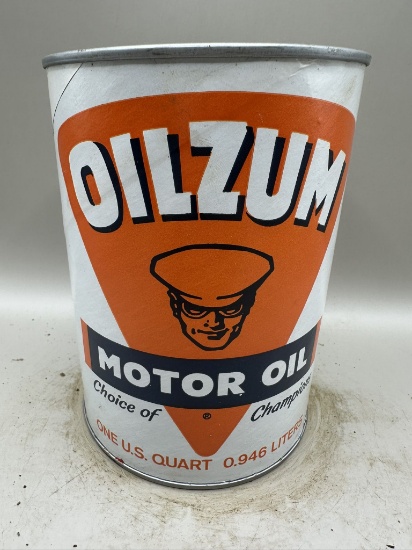 OILZUM
MOTOR OIL
Choice of Champions
®
ONE U.S. QUART 0.946 LITERS